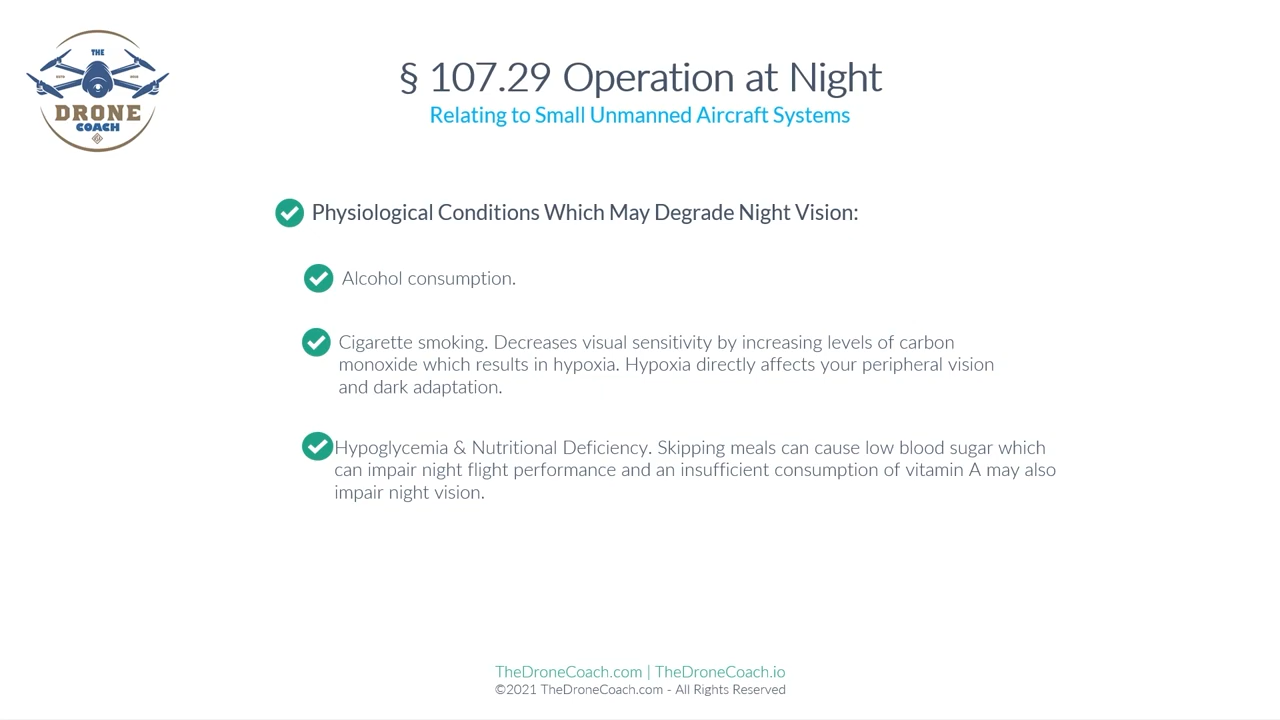 THE
DRONE
COACH
§ 107.29 Operation at Night
Relating to Small Unmanned Aircraft Systems
Physiological Conditions Which May Degrade Night Vision:
Alcohol consumption.
Cigarette smoking. Decreases visual sensitivity by increasing levels of carbon
monoxide which results in hypoxia. Hypoxia directly affects your peripheral vision
and dark adaptation.
Hypoglycemia & Nutritional Deficiency. Skipping meals can cause low blood sugar which
can impair night flight performance and an insufficient consumption of vitamin A may also
impair night vision.
TheDroneCoach.com | TheDroneCoach.io
©2021 TheDroneCoach.com - All Rights Reserved